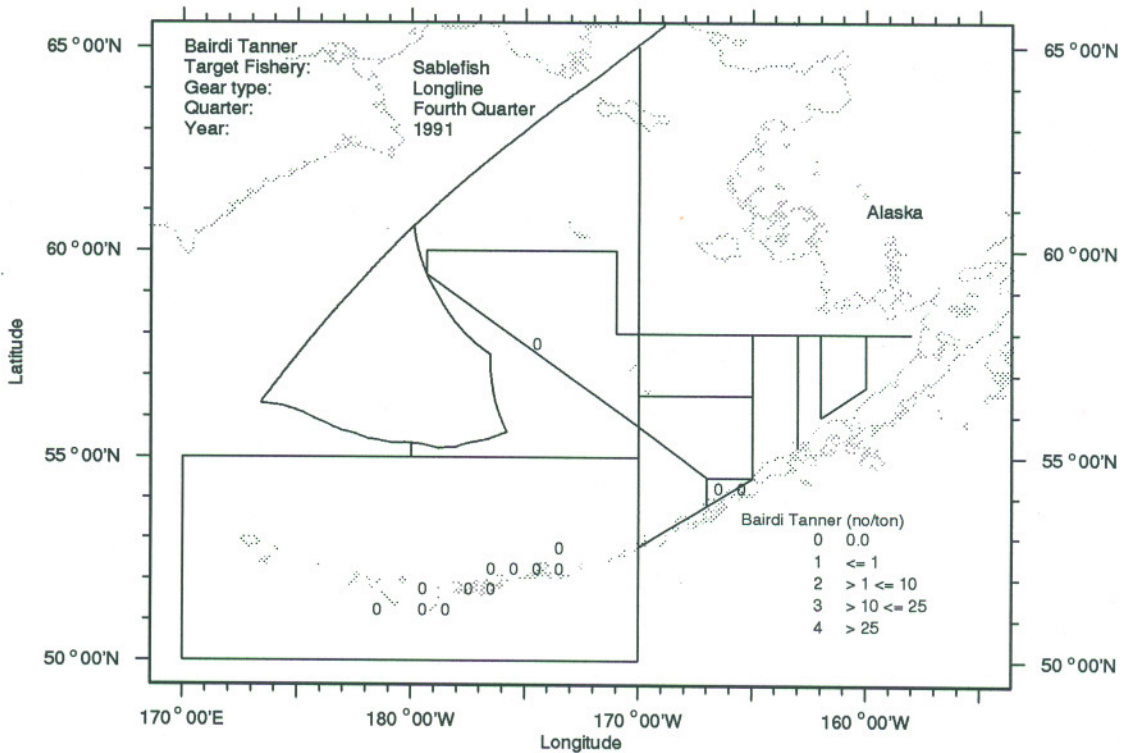 65°00'N
65°00'N
Bairdi Tanner
Target Fishery: Sablefish
Gear type: Longline
Quarter: Fourth Quarter
Year: 1991
Alaska
60°00'N
60°00'N
Latitude
0
55°00'N
55°00'N
0 0
Bairdi Tanner (no/ton)
0 0.0
1 <= 1
2 > 1 <= 10
3 > 10 <= 25
4 > 25
0
0 0 0 0
0 0 0
0 0 0 0
50°00'N
50°00'N
170°00'E
180°00'W
170°00'W
160°00'W
Longitude